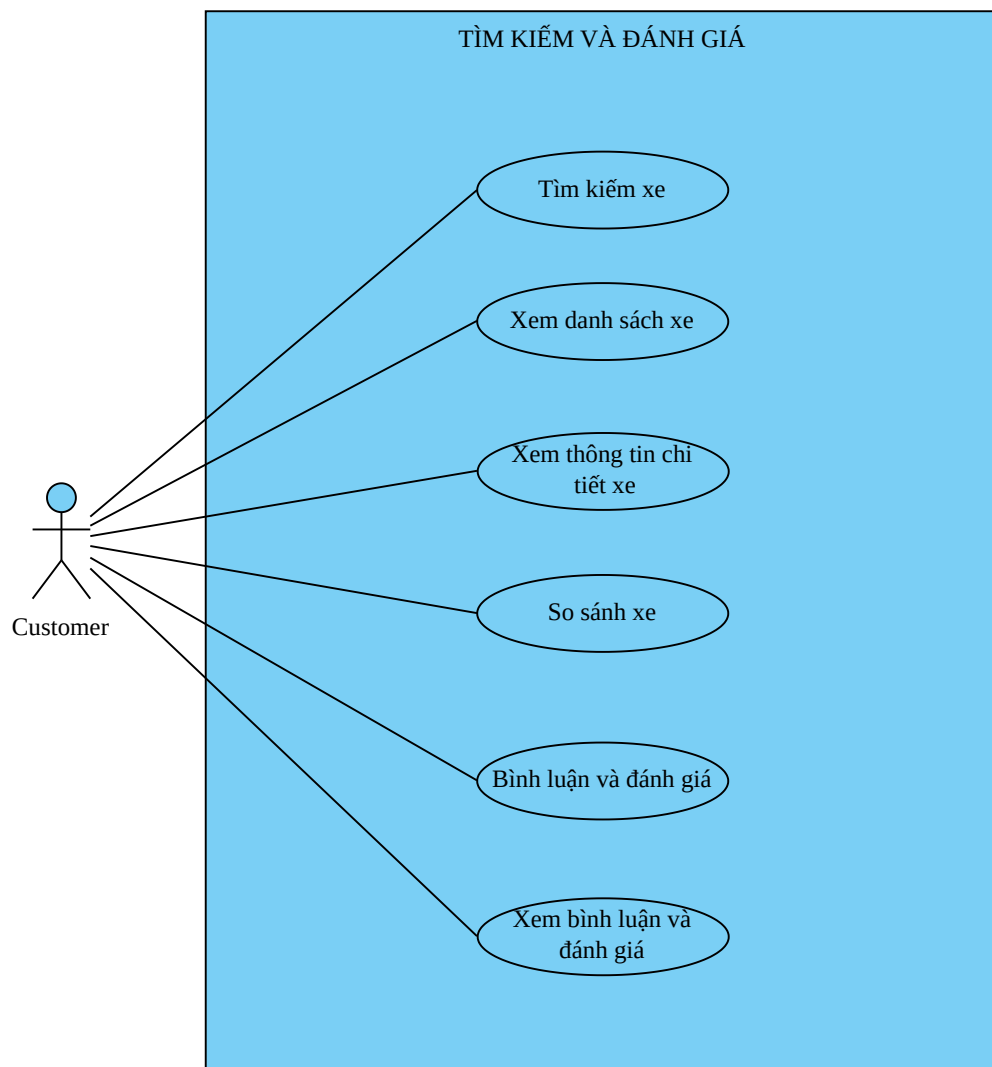 TÌM KIẾM VÀ ĐÁNH GIÁ
Tìm kiếm xe
Xem danh sách xe
Xem thông tin chi
tiết xe
So sánh xe
Customer
Bình luận và đánh giá
Xem bình luận và
đánh giá